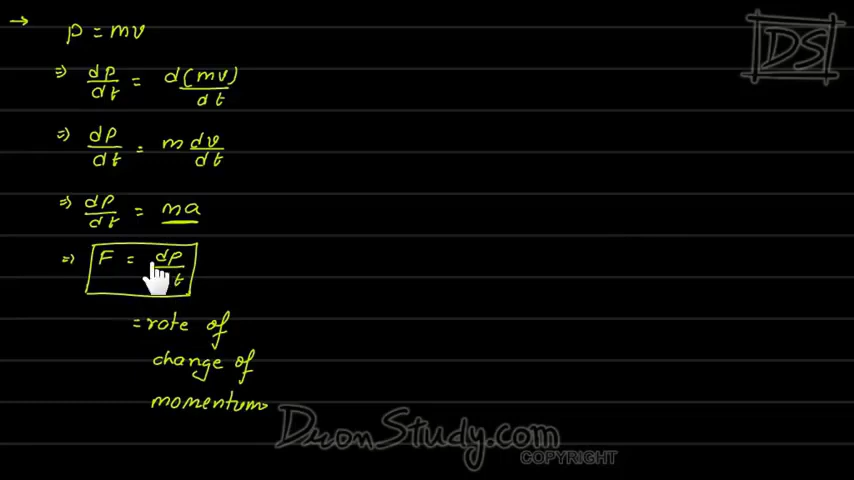 → p = mv
⇒ dp/dt = d(mv)/dt
⇒ dp/dt = m dv/dt
⇒ dp/dt = ma
⇒ F = dp/t
= rate of
change of
momentum
DS
DronStudy.com
COPYRIGHT